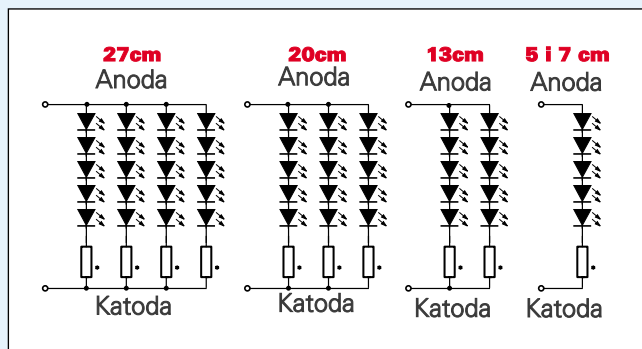 27cm
Anoda
20cm
Anoda
13cm
Anoda
5 i 7 cm
Anoda
*
*
*
*
*
*
*
*
*
*
Katoda
Katoda
Katoda
Katoda